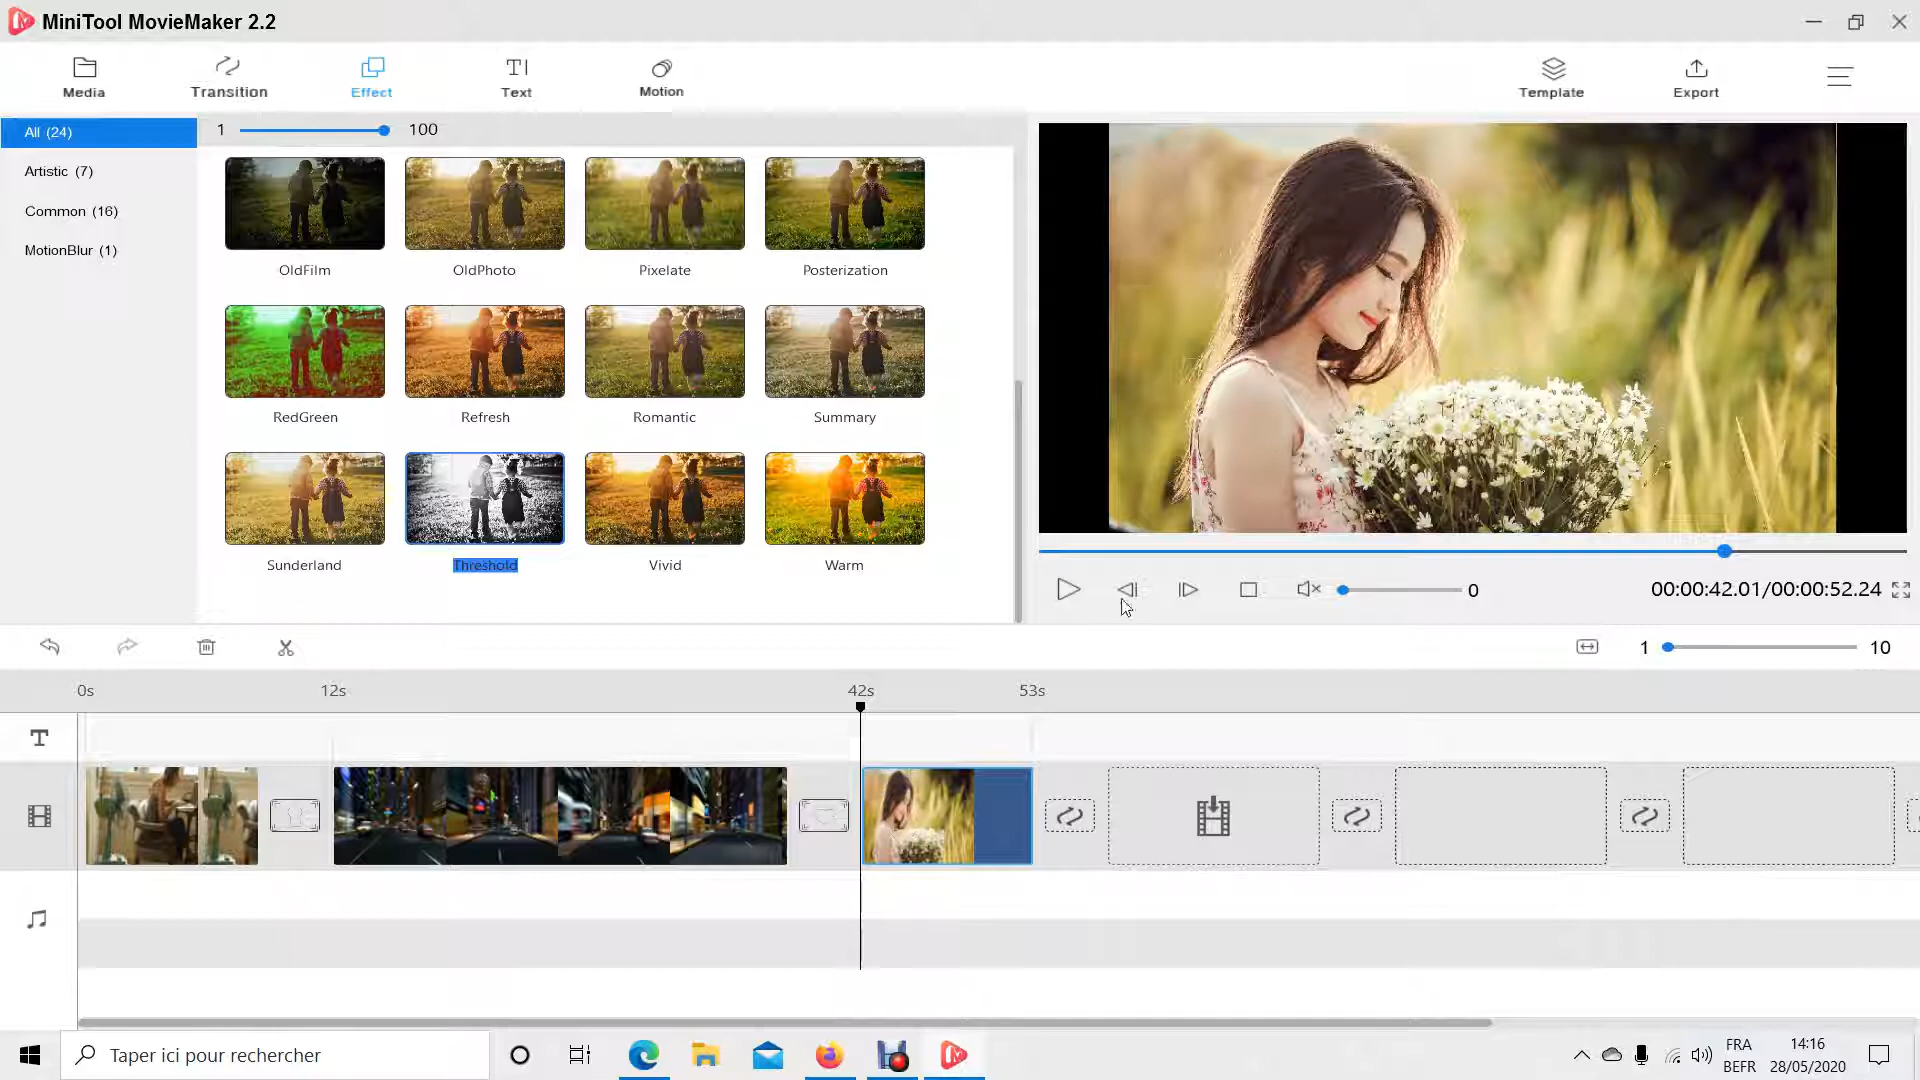 MiniTool MovieMaker 2.2
Media
Transition
Effect
Text
Motion
Template
Export
All (24)
Artistic (7)
Common (16)
MotionBlur (1)
1
100
OldFilm
OldPhoto
Pixelate
Posterization
RedGreen
Refresh
Romantic
Summary
Sunderland
Threshold
Vivid
Warm
0
00:00:42.01/00:00:52.24
1
10
0s
12s
42s
53s
T
Taper ici pour rechercher
FRA
BEFR
14:16
28/05/2020